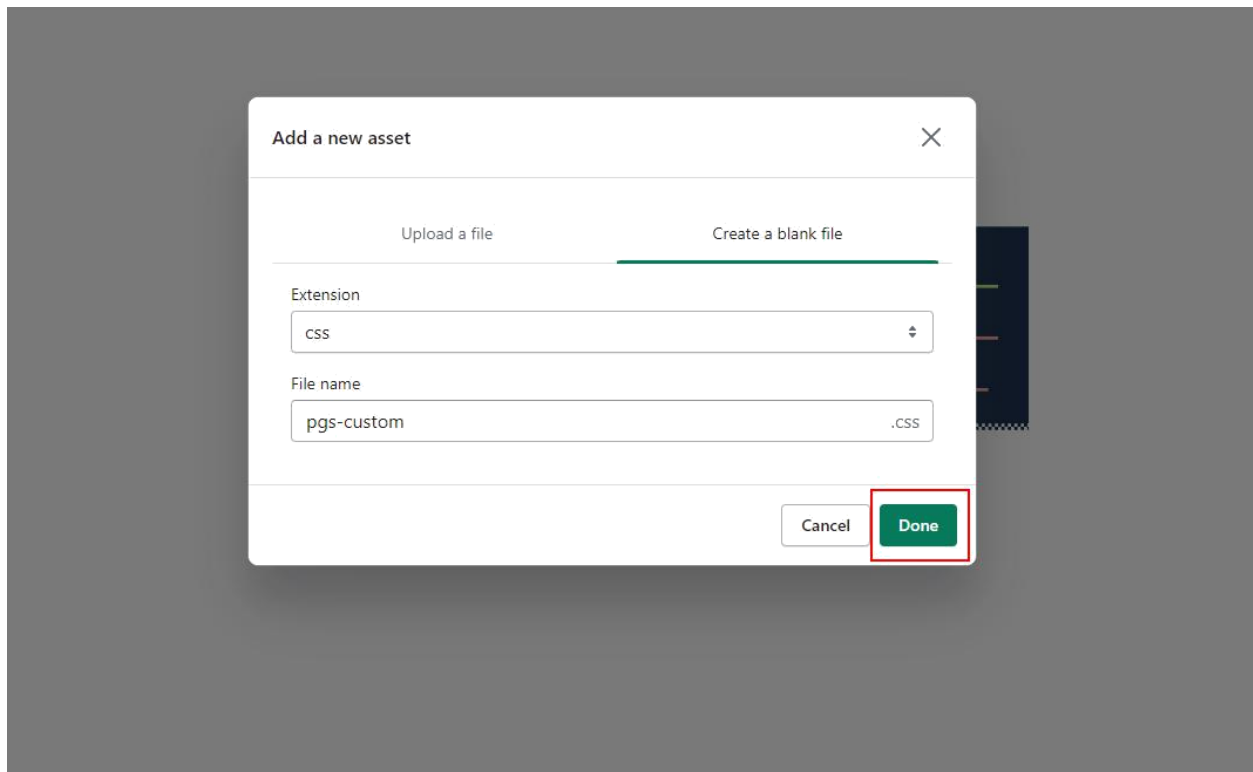 Add a new asset
Upload a file
Create a blank file
Extension
css
File name
pgs-custom .css
Cancel
Done